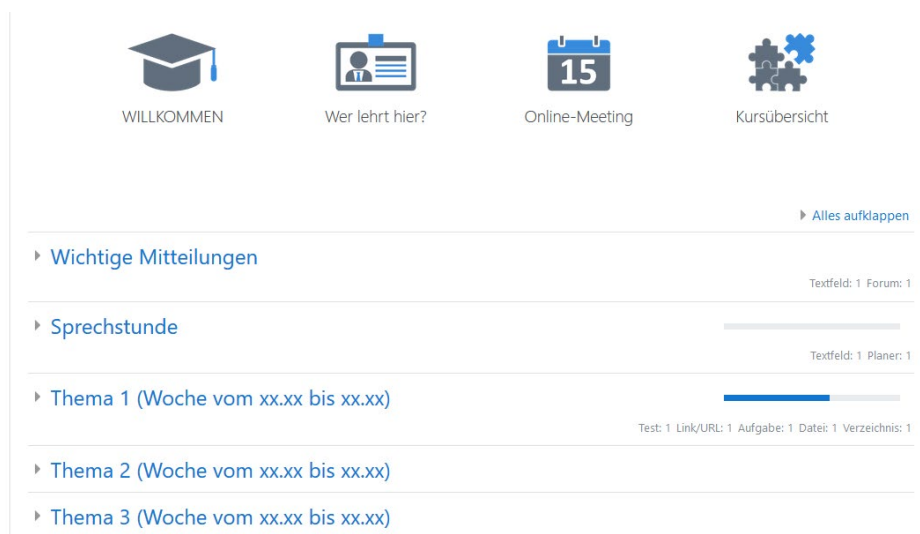 15
WILLKOMMEN Wer lehrt hier? Online-Meeting Kursübersicht
Alles aufklappen
Wichtige Mitteilungen
Textfeld: 1 Forum: 1
Sprechstunde
Textfeld: 1 Planer: 1
Thema 1 (Woche vom xx.xx bis xx.xx)
Test: 1 Link/URL: 1 Aufgabe: 1 Datei: 1 Verzeichnis: 1
Thema 2 (Woche vom xx.xx bis xx.xx)
Thema 3 (Woche vom xx.xx bis xx.xx)